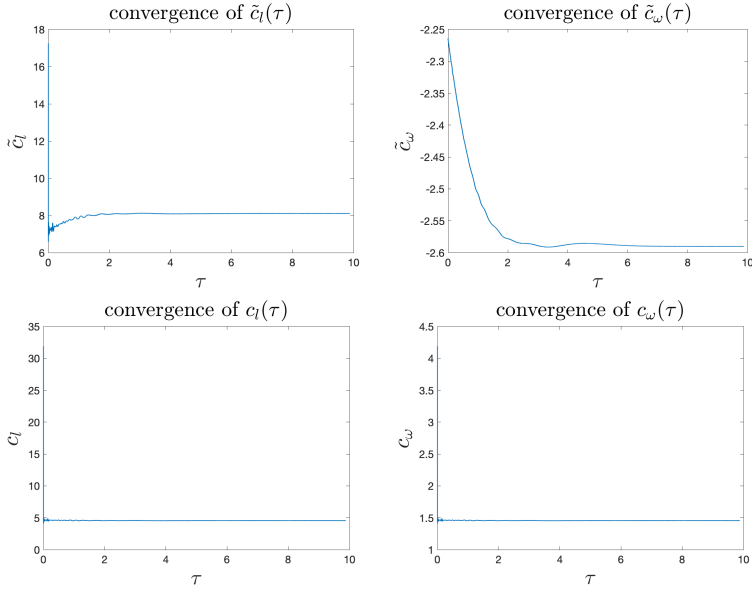 convergence of c̃_l(τ)
18
16
14
12
10
8
6
c̃_l
0 2 4 6 8 10
τ
convergence of c̃_ω(τ)
-2.25
-2.3
-2.35
-2.4
-2.45
-2.5
-2.55
-2.6
c̃_ω
0 2 4 6 8 10
τ
convergence of c_l(τ)
35
30
25
20
15
10
5
0
c_l
0 2 4 6 8 10
τ
convergence of c_ω(τ)
4.5
4
3.5
3
2.5
2
1.5
1
c_ω
0 2 4 6 8 10
τ